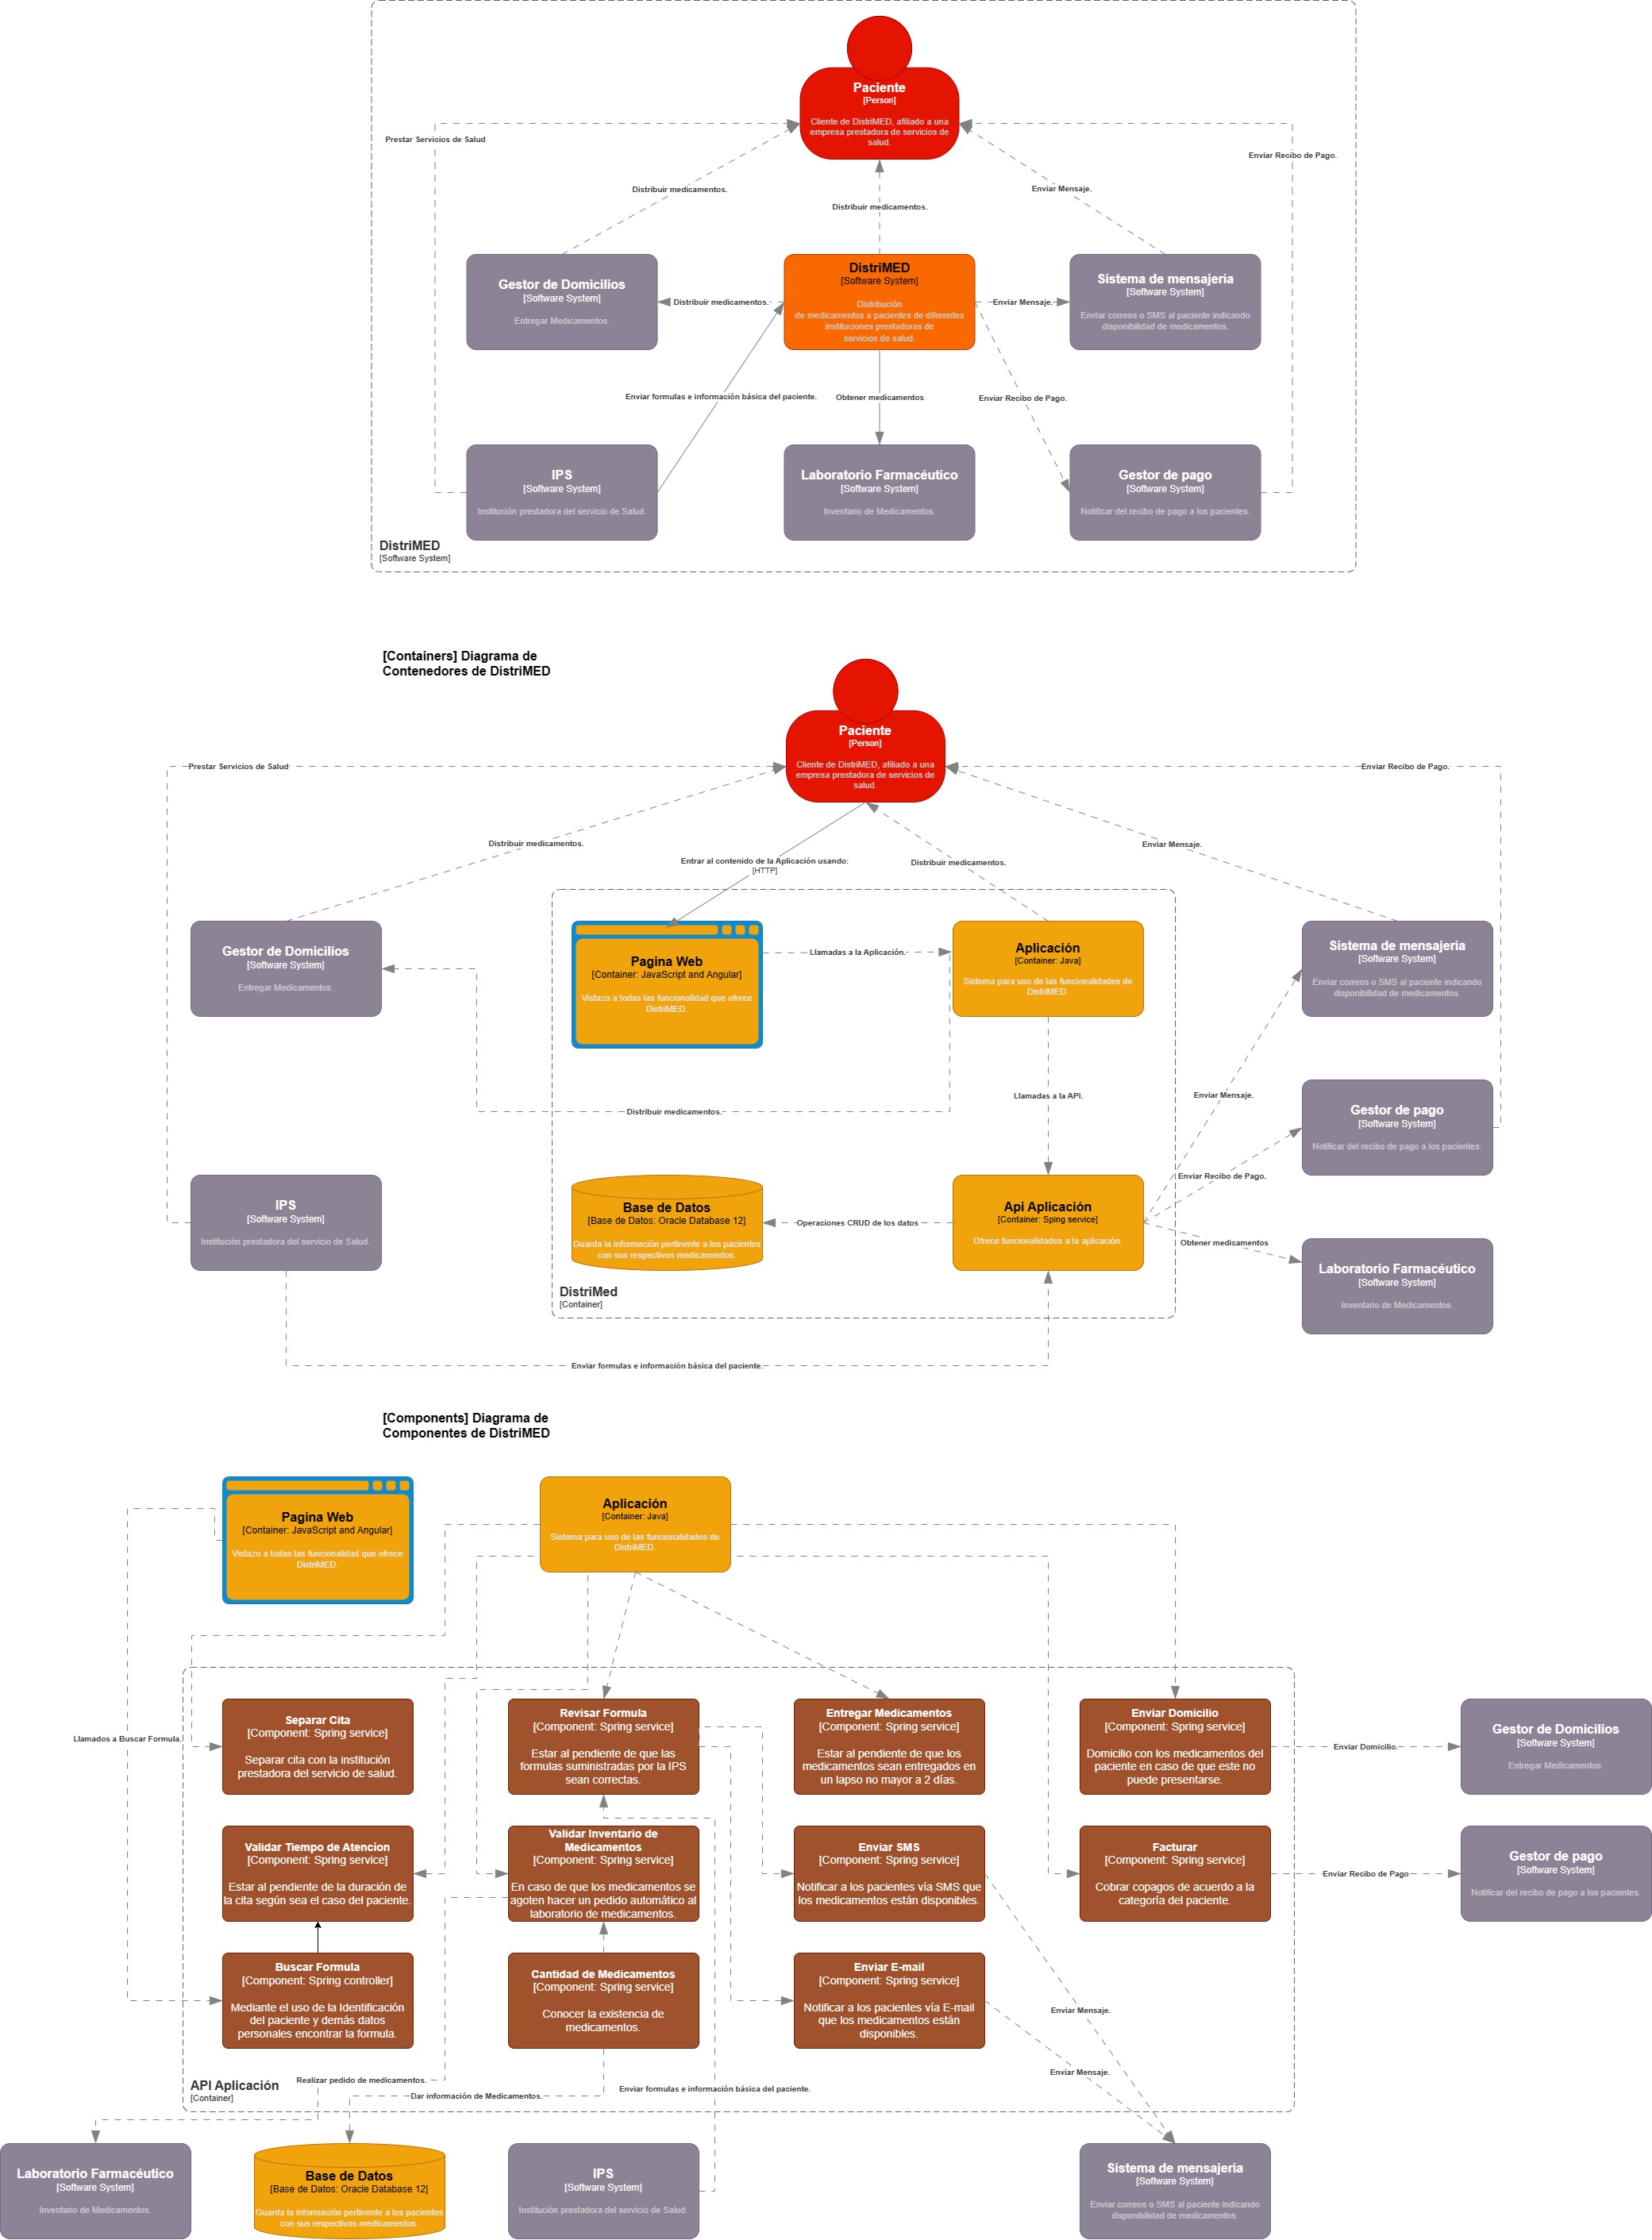 Paciente
[Person]
Cliente de DistriMED, afiliado a una
empresa prestadora de servicios de
salud.
Prestar Servicios de Salud
Enviar Recibo de Pago.
Distribuir medicamentos.
Enviar Mensaje.
Distribuir medicamentos.
Gestor de Domicilios
[Software System]
Entregar Medicamentos.
Distribuir medicamentos.
DistriMED
[Software System]
Distribución
de medicamentos a pacientes de diferentes
instituciones prestadoras de
servicios de salud.
Enviar Mensaje.
Sistema de mensajería
[Software System]
Enviar correos o SMS al paciente indicando
disponibilidad de medicamentos.
Enviar formulas e información básica del paciente.
Obtener medicamentos
Enviar Recibo de Pago.
IPS
[Software System]
Institución prestadora del servicio de Salud.
Laboratorio Farmacéutico
[Software System]
Inventario de Medicamentos.
Gestor de pago
[Software System]
Notificar del recibo de pago a los pacientes.
DistriMED
[Software System]
[Containers] Diagrama de
Contenedores de DistriMED
Paciente
[Person]
Cliente de DistriMED, afiliado a una
empresa prestadora de servicios de
salud.
Prestar Servicios de Salud
Enviar Recibo de Pago.
Distribuir medicamentos.
Enviar Mensaje.
Entrar al contenido de la Aplicación usando:
[HTTP]
Distribuir medicamentos.
Gestor de Domicilios
[Software System]
Entregar Medicamentos.
Pagina Web
[Container: JavaScript and Angular]
Vistazo a todas las funcionalidad que ofrece
DistriMED.
Llamadas a la Aplicación.
Aplicación
[Container: Java]
Sistema para uso de las funcionalidades de
DistriMED.
Sistema de mensajería
[Software System]
Enviar correos o SMS al paciente indicando
disponibilidad de medicamentos.
Distribuir medicamentos.
Llamadas a la API.
Enviar Mensaje.
Gestor de pago
[Software System]
Notificar del recibo de pago a los pacientes.
Enviar Recibo de Pago.
IPS
[Software System]
Institución prestadora del servicio de Salud.
Base de Datos
[Base de Datos: Oracle Database 12]
Guarda la información pertinente a los pacientes
con sus respectivos medicamentos.
Operaciones CRUD de los datos
Api Aplicación
[Container: Sping service]
Ofrece funcionalidades a la aplicación.
Obtener medicamentos
Laboratorio Farmacéutico
[Software System]
Inventario de Medicamentos.
DistriMed
[Container]
Enviar formulas e información básica del paciente.
[Components] Diagrama de
Componentes de DistriMED
Pagina Web
[Container: JavaScript and Angular]
Vistazo a todas las funcionalidad que ofrece
DistriMED.
Aplicación
[Container: Java]
Sistema para uso de las funcionalidades de
DistriMED.
Llamados a Buscar Formula.
Separar Cita
[Component: Spring service]
Separar cita con la institución
prestadora del servicio de salud.
Revisar Formula
[Component: Spring service]
Estar al pendiente de que las
formulas suministradas por la IPS
sean correctas.
Entregar Medicamentos
[Component: Spring service]
Estar al pendiente de que los
medicamentos sean entregados en
un lapso no mayor a 2 días.
Enviar Domicilio
[Component: Spring service]
Domicilio con los medicamentos del
paciente en caso de que este no
puede presentarse.
Enviar Domicilio.
Gestor de Domicilios
[Software System]
Entregar Medicamentos.
Validar Tiempo de Atencion
[Component: Spring service]
Estar al pendiente de la duración de
la cita según sea el caso del paciente.
Validar Inventario de
Medicamentos
[Component: Spring service]
En caso de que los medicamentos se
agoten hacer un pedido automático al
laboratorio de medicamentos.
Enviar SMS
[Component: Spring service]
Notificar a los pacientes vía SMS que
los medicamentos están disponibles.
Facturar
[Component: Spring service]
Cobrar copagos de acuerdo a la
categoría del paciente.
Enviar Recibo de Pago
Gestor de pago
[Software System]
Notificar del recibo de pago a los pacientes.
Buscar Formula
[Component: Spring controller]
Mediante el uso de la Identificación
del paciente y demás datos
personales encontrar la formula.
Cantidad de Medicamentos
[Component: Spring service]
Conocer la existencia de
medicamentos.
Enviar E-mail
[Component: Spring service]
Notificar a los pacientes vía E-mail
que los medicamentos están
disponibles.
Enviar Mensaje.
Enviar Mensaje.
Realizar pedido de medicamentos.
Enviar formulas e información básica del paciente.
Dar información de Medicamentos.
API Aplicación
[Container]
Laboratorio Farmacéutico
[Software System]
Inventario de Medicamentos.
Base de Datos
[Base de Datos: Oracle Database 12]
Guarda la información pertinente a los pacientes
con sus respectivos medicamentos.
IPS
[Software System]
Institución prestadora del servicio de Salud.
Sistema de mensajería
[Software System]
Enviar correos o SMS al paciente indicando
disponibilidad de medicamentos.